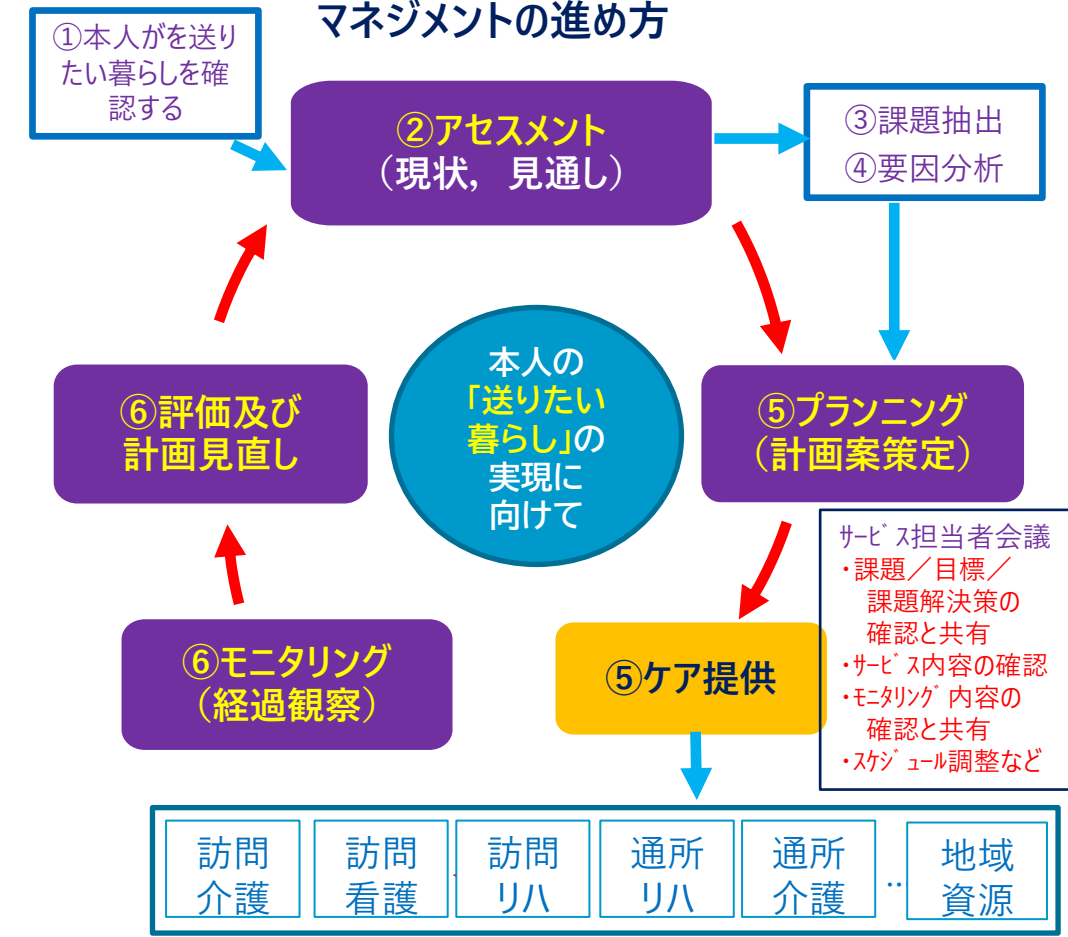 マネジメントの進め方
①本人がを送り
たい暮らしを確
認する
②アセスメント
（現状， 見通し）
③課題抽出
④要因分析
本人の
「送りたい
暮らし」の
実現に
向けて
⑥評価及び
計画見直し
⑤プランニング
（計画案策定）
ｻｰﾋﾞｽ担当者会議
・課題／目標／
課題解決策の
確認と共有
・ｻｰﾋﾞｽ内容の確認
・ﾓﾆﾀﾘﾝｸﾞ内容の
確認と共有
・ｽｹｼﾞｭｰﾙ調整など
⑥モニタリング
（経過観察）
⑤ケア提供
訪問
介護
訪問
看護
訪問
リハ
通所
リハ
通所
介護
‥
地域
資源